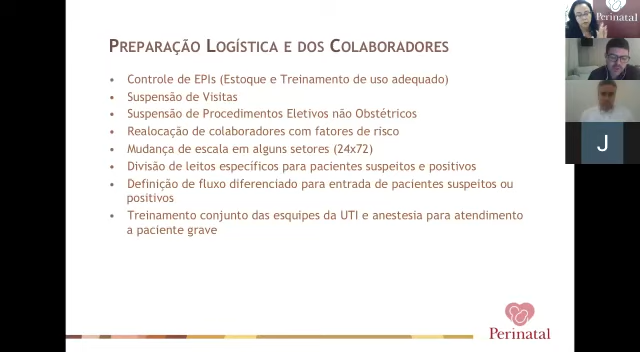 PREPARAÇÃO LOGÍSTICA E DOS COLABORADORES
• Controle de EPIs (Estoque e Treinamento de uso adequado)
• Suspensão de Visitas
• Suspensão de Procedimentos Eletivos não Obstétricos
• Realocação de colaboradores com fatores de risco
• Mudança de escala em alguns setores (24x72)
• Divisão de leitos específicos para pacientes suspeitos e positivos
• Definição de fluxo diferenciado para entrada de pacientes suspeitos ou
positivos
• Treinamento conjunto das esquipes da UTI e anestesia para atendimento
a paciente grave
Perinatal
Perinatal
J